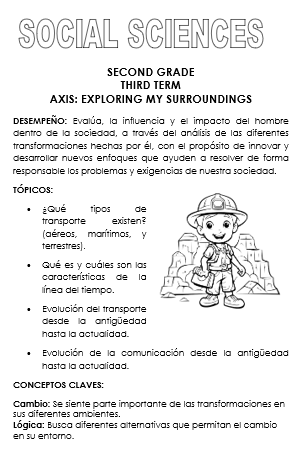 SOCIAL SCIENCES
SECOND GRADE
THIRD TERM
AXIS: EXPLORING MY SURROUNDINGS
DESEMPEÑO: Evalúa, la influencia y el impacto del hombre
dentro de la sociedad, a través del análisis de las diferentes
transformaciones hechas por él, con el propósito de innovar y
desarrollar nuevos enfoques que ayuden a resolver de forma
responsable los problemas y exigencias de nuestra sociedad.
TÓPICOS:
• ¿Qué tipos de
transporte existen?
(aéreos, marítimos, y
terrestres).
• Qué es y cuáles son las
características de la
línea del tiempo.
• Evolución del transporte
desde la antigüedad
hasta la actualidad.
• Evolución de la comunicación desde la antigüedad
hasta la actualidad.
CONCEPTOS CLAVES:
Cambio: Se siente parte importante de las transformaciones en
sus diferentes ambientes.
Lógica: Busca diferentes alternativas que permitan el cambio
en su entorno.